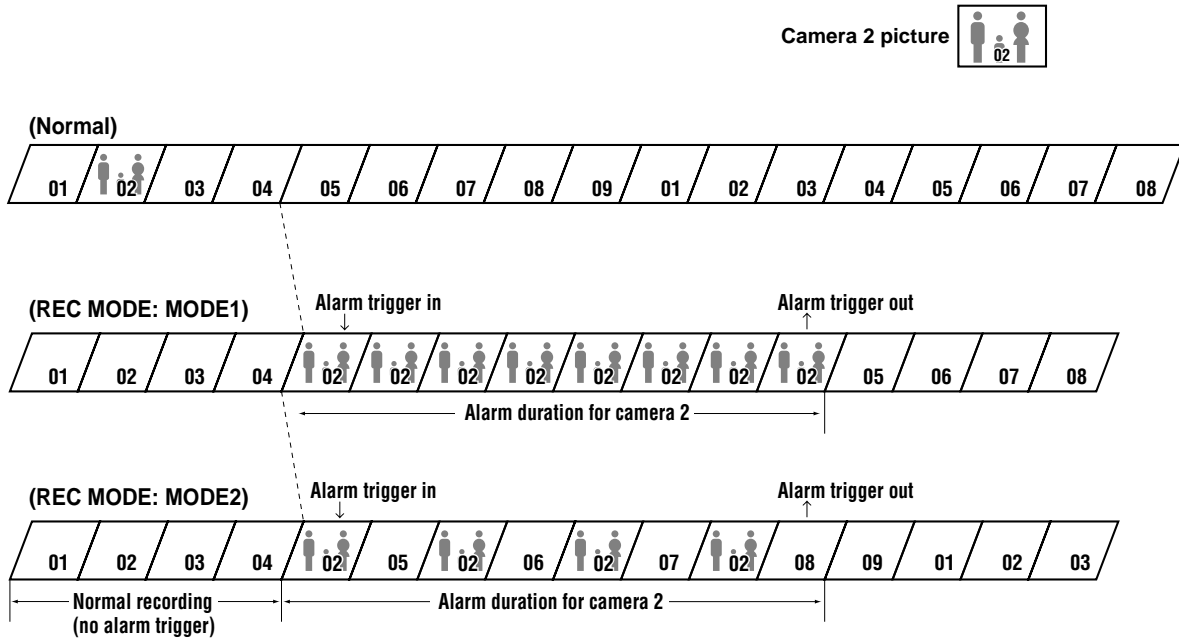 Camera 2 picture
02
(Normal)
01 02 03 04 05 06 07 08 09 01 02 03 04 05 06 07 08
(REC MODE: MODE1)
Alarm trigger in
Alarm trigger out
01 02 03 04 02 02 02 02 02 02 02 02 05 06 07 08
Alarm duration for camera 2
(REC MODE: MODE2)
Alarm trigger in
Alarm trigger out
01 02 03 04 02 05 02 06 02 07 02 08 09 01 02 03
Normal recording
(no alarm trigger)
Alarm duration for camera 2